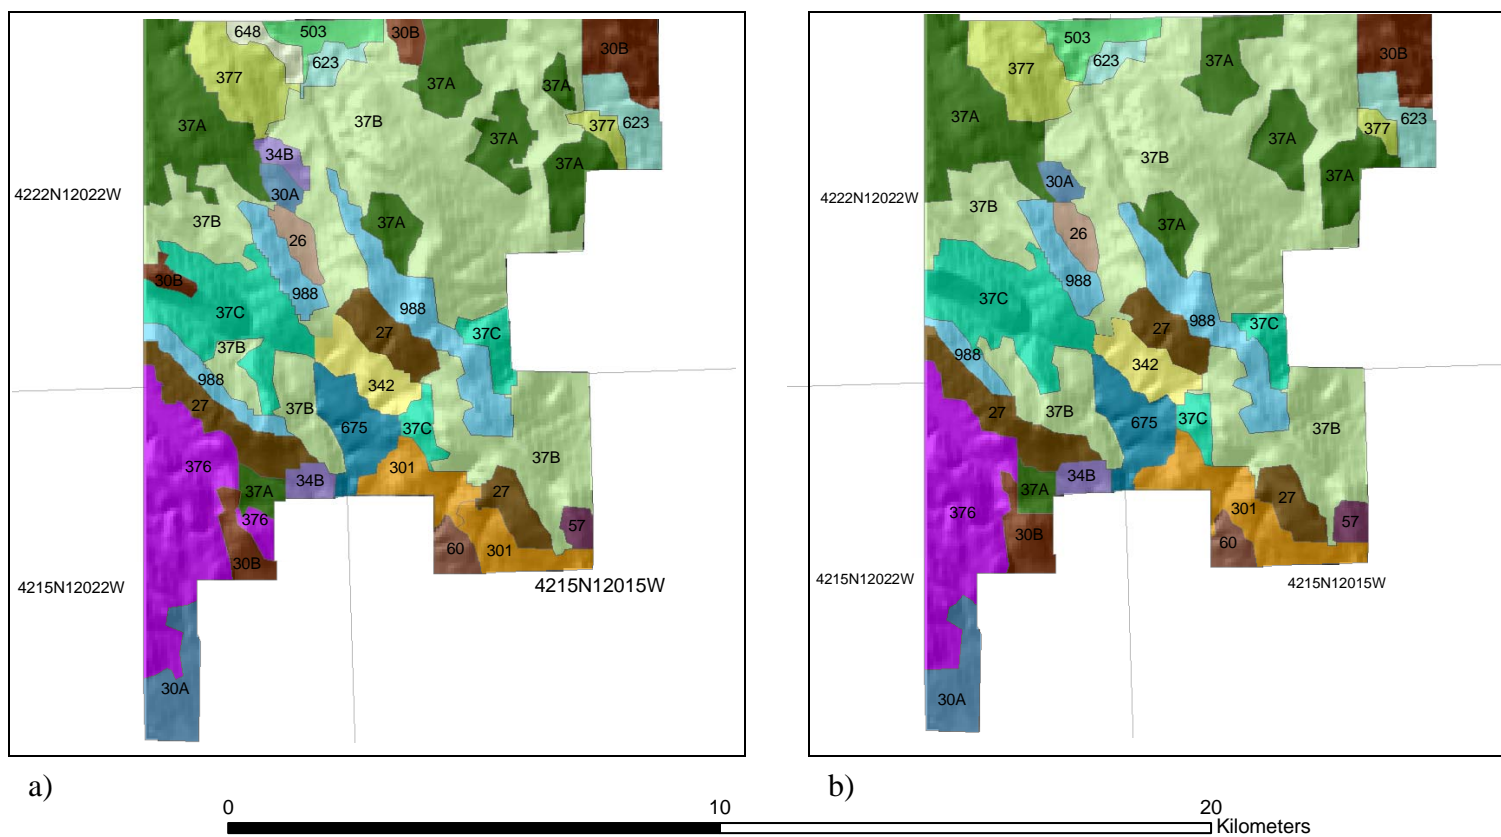 648
503
30B
30B
377
623
37A
37A
377
623
37A
37B
37A
37A
34B
30A
4222N12022W
37B
26
37A
30B
988
37C
988
27
37C
37B
988
342
27
37B
37C
675
37B
376
301
34B
37A
27
376
57
60
301
30B
4215N12022W
4215N12015W
30A
503
30B
623
377
37A
623
377
37A
37A
37B
37A
30A
4222N12022W
37B
37A
26
988
37C
988
37C
27
988
342
27
37B
37C
675
37B
34B
37A
27
376
301
57
30B
60
4215N12022W
4215N12015W
30A
a)
b)
0
10
20
Kilometers